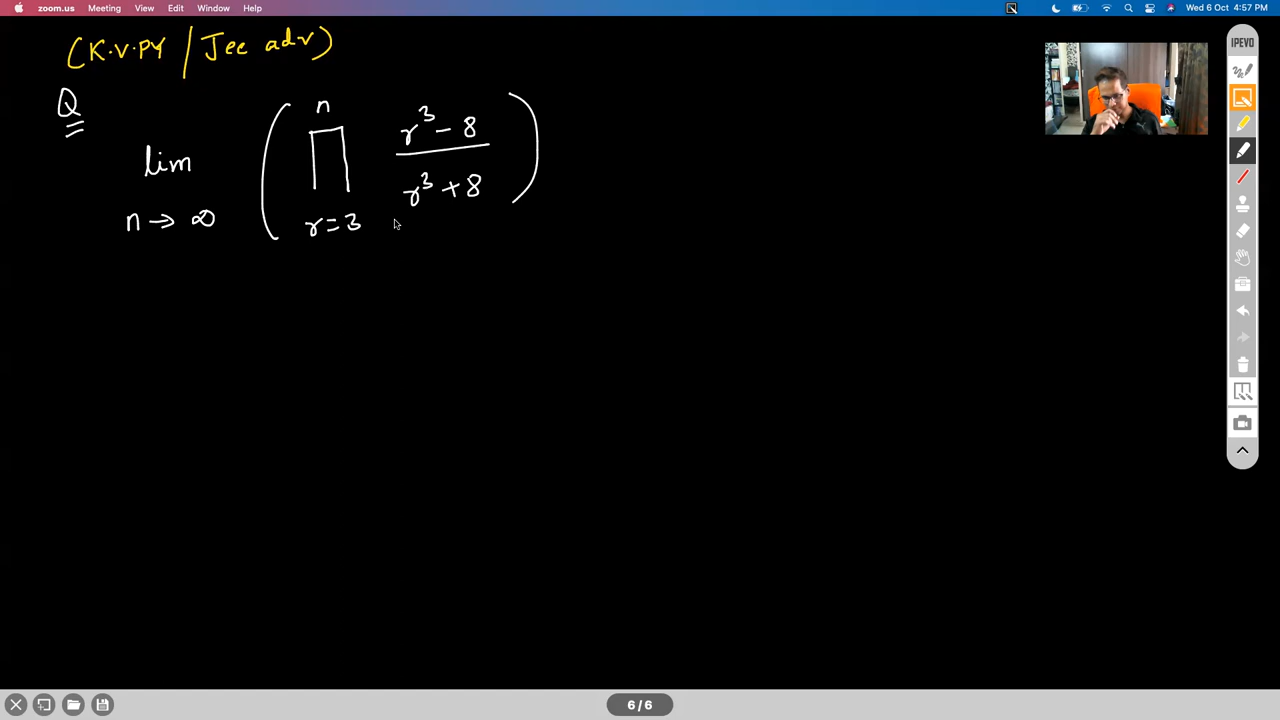 zoom.us Meeting View Edit Window Help Wed 6 Oct 4:57 PM
(K.V.PY / Jee adv)
IPEVO
Q
lim n→∞ ( ∏ n r=3 r³-8 / r³+8 )
6/6